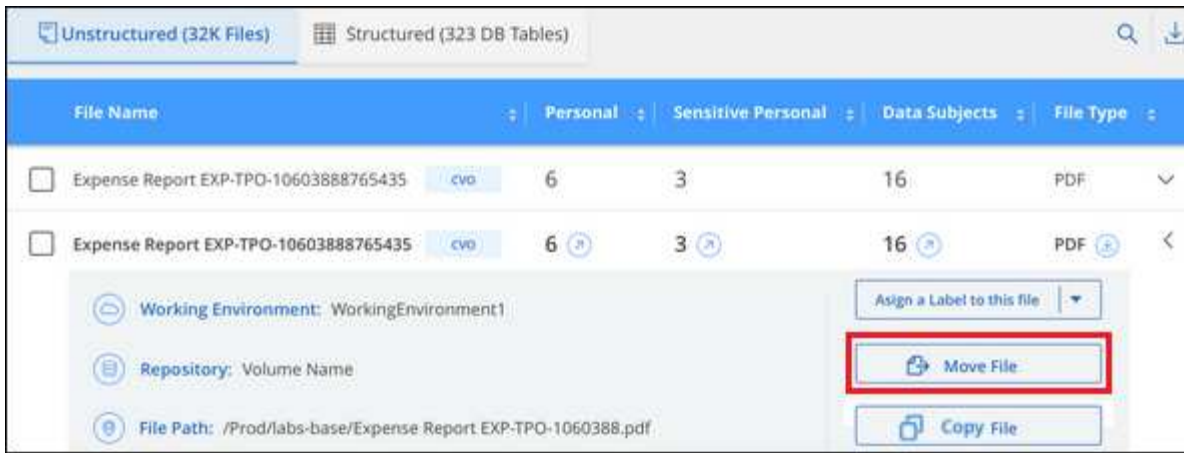 Unstructured (32K Files) Structured (323 DB Tables)
File Name Personal Sensitive Personal Data Subjects File Type
Expense Report EXP-TPO-10603888765435 CVO 6 3 16 PDF
Expense Report EXP-TPO-10603888765435 CVO 6 3 16 PDF
Working Environment: WorkingEnvironment1 Asign a Label to this file
Repository: Volume Name Move File
File Path: /Prod/labs-base/Expense Report EXP-TPO-1060388.pdf Copy File